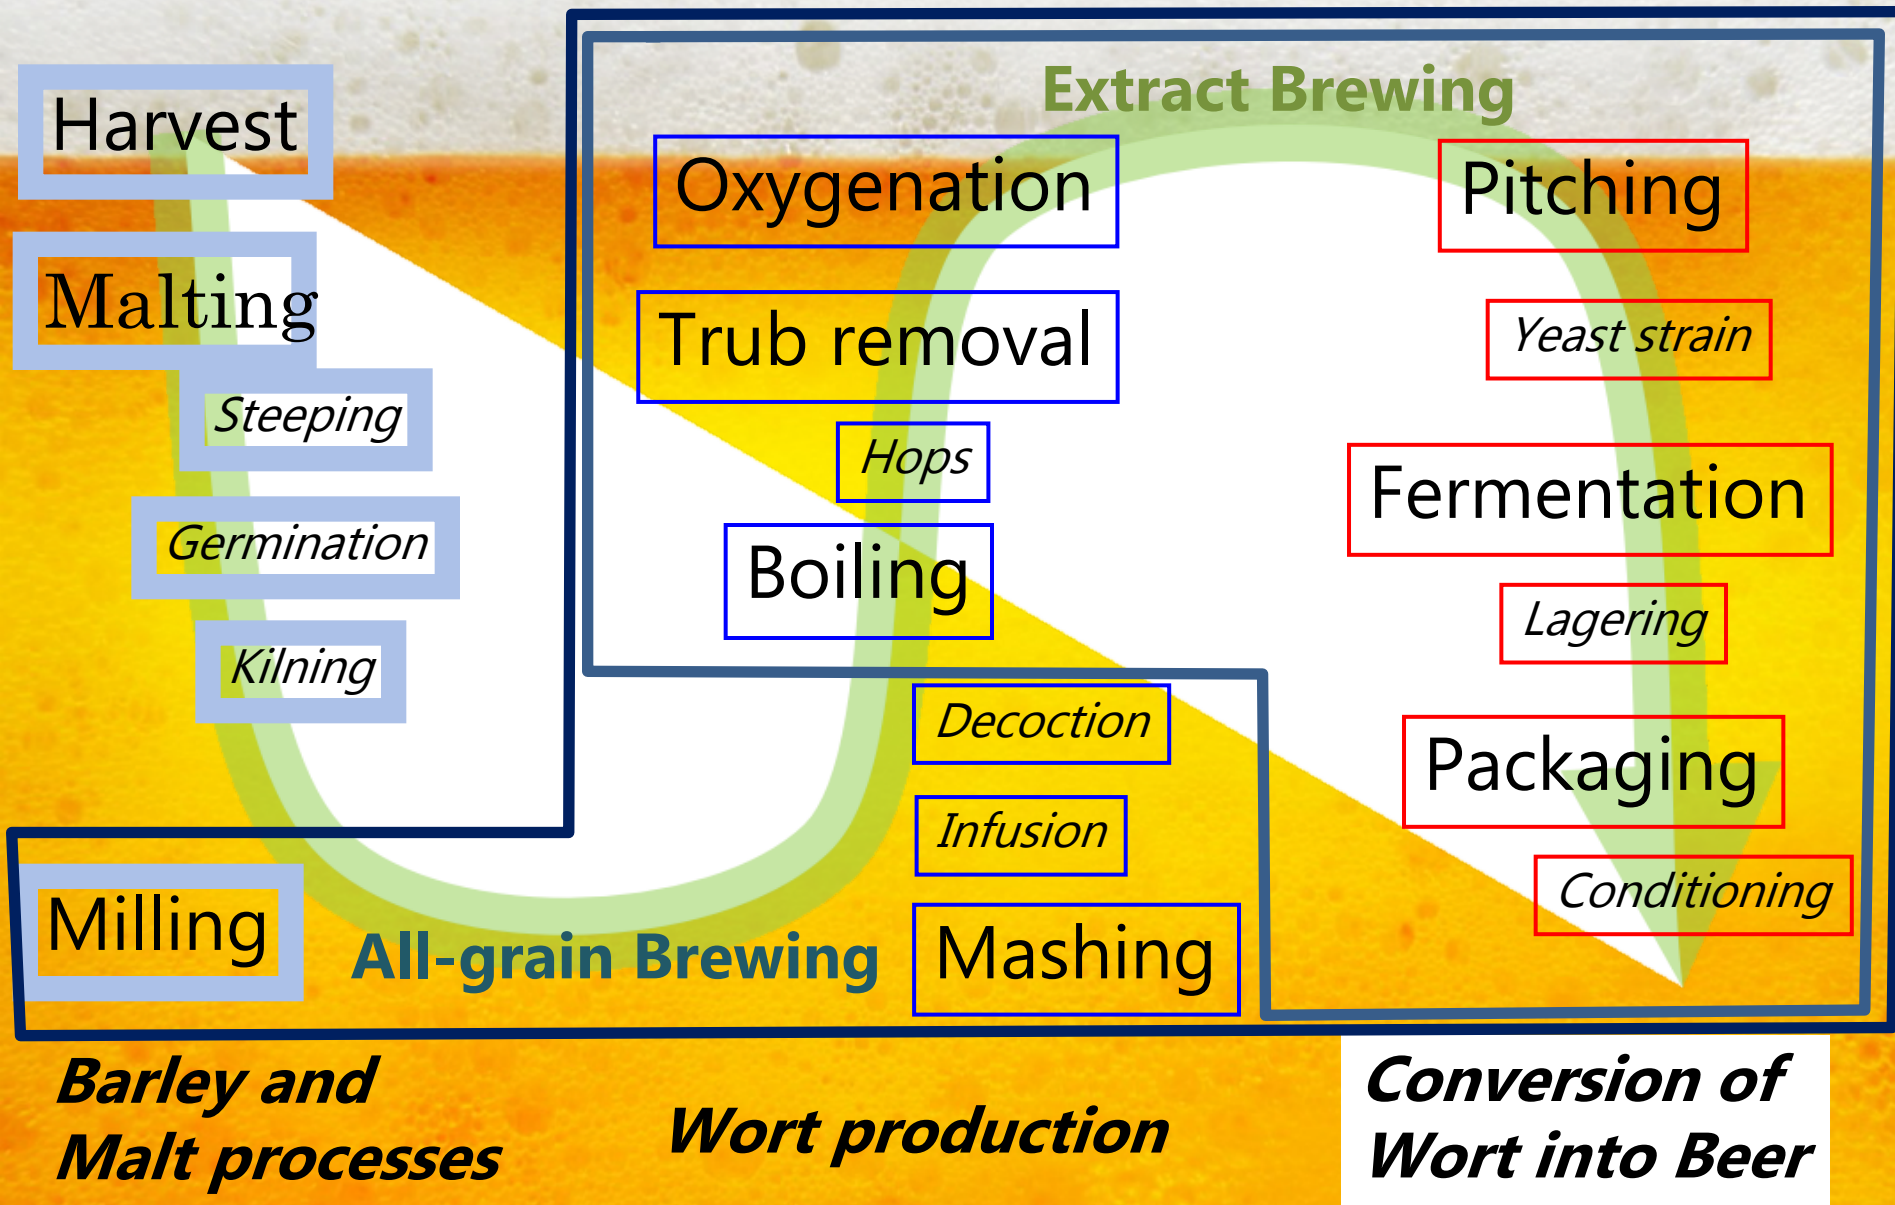 Harvest
Malting
Steeping
Germination
Kilning
Milling
All-grain Brewing
Extract Brewing
Oxygenation
Trub removal
Hops
Boiling
Decoction
Infusion
Mashing
Pitching
Yeast strain
Fermentation
Lagering
Packaging
Conditioning
Barley and
Malt processes
Wort production
Conversion of
Wort into Beer